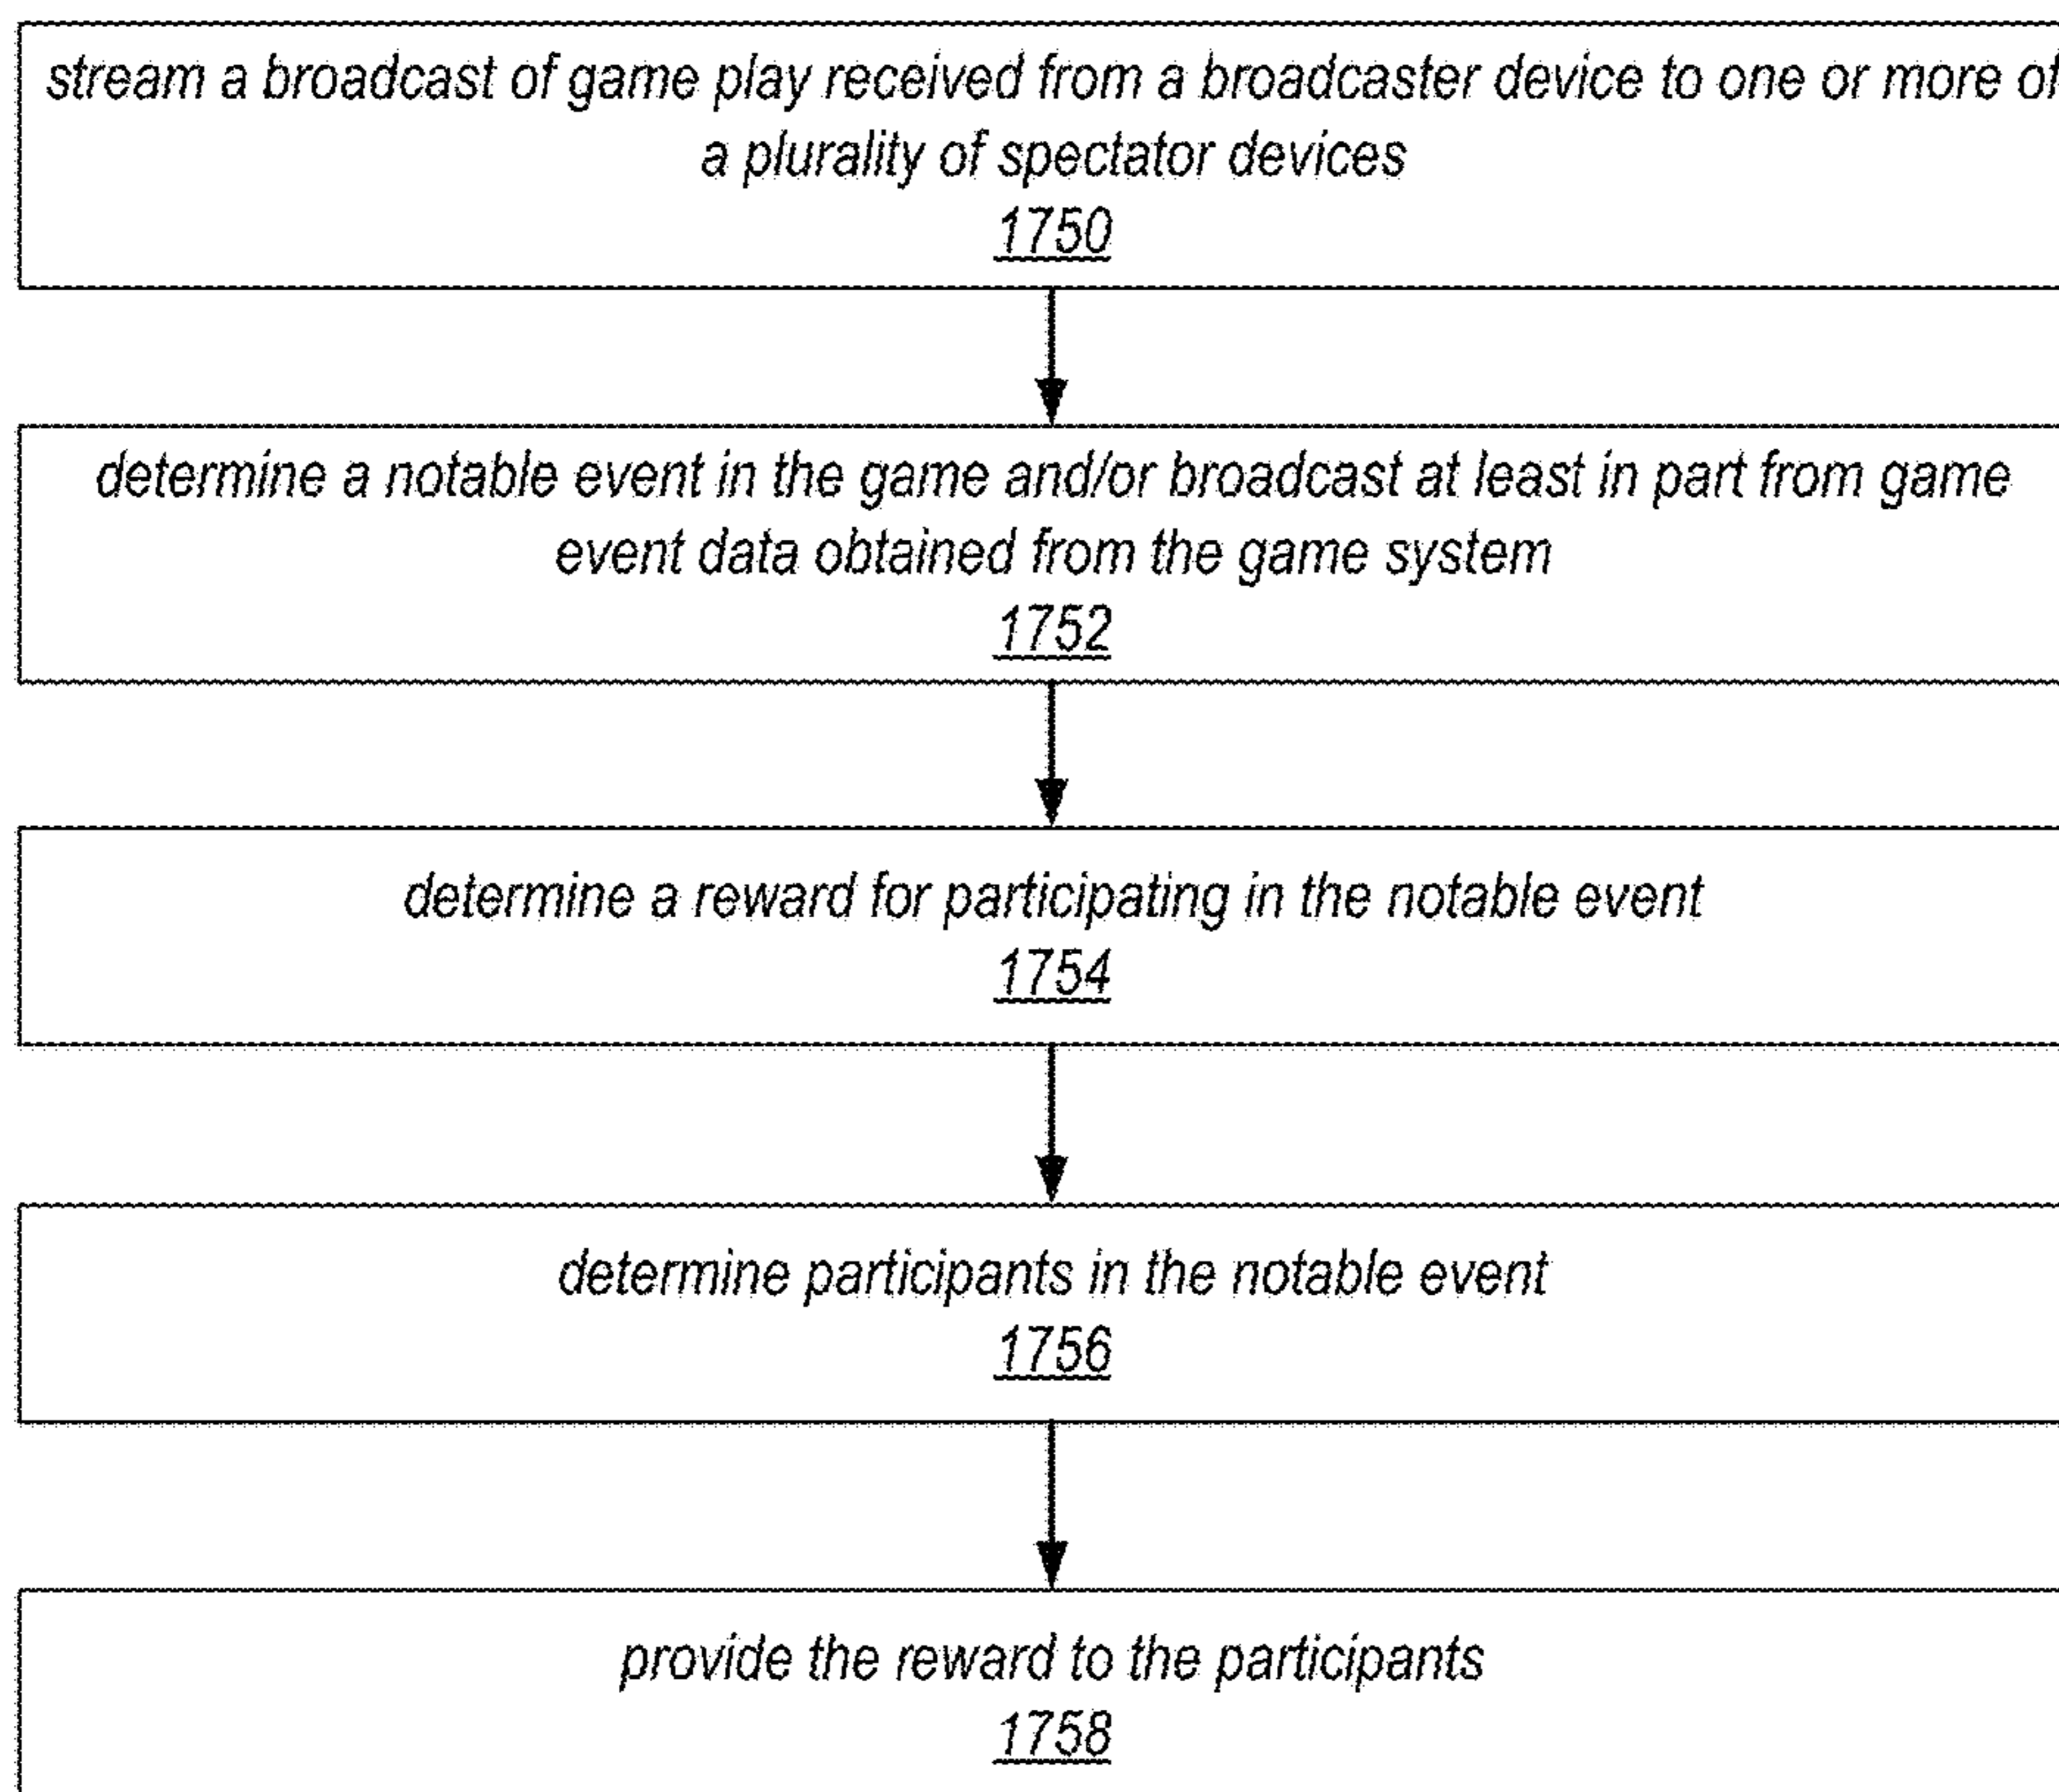 stream a broadcast of game play received from a broadcaster device to one or more of
a plurality of spectator devices
1750
determine a notable event in the game and/or broadcast at least in part from game
event data obtained from the game system
1752
determine a reward for participating in the notable event
1754
determine participants in the notable event
1756
provide the reward to the participants
1758